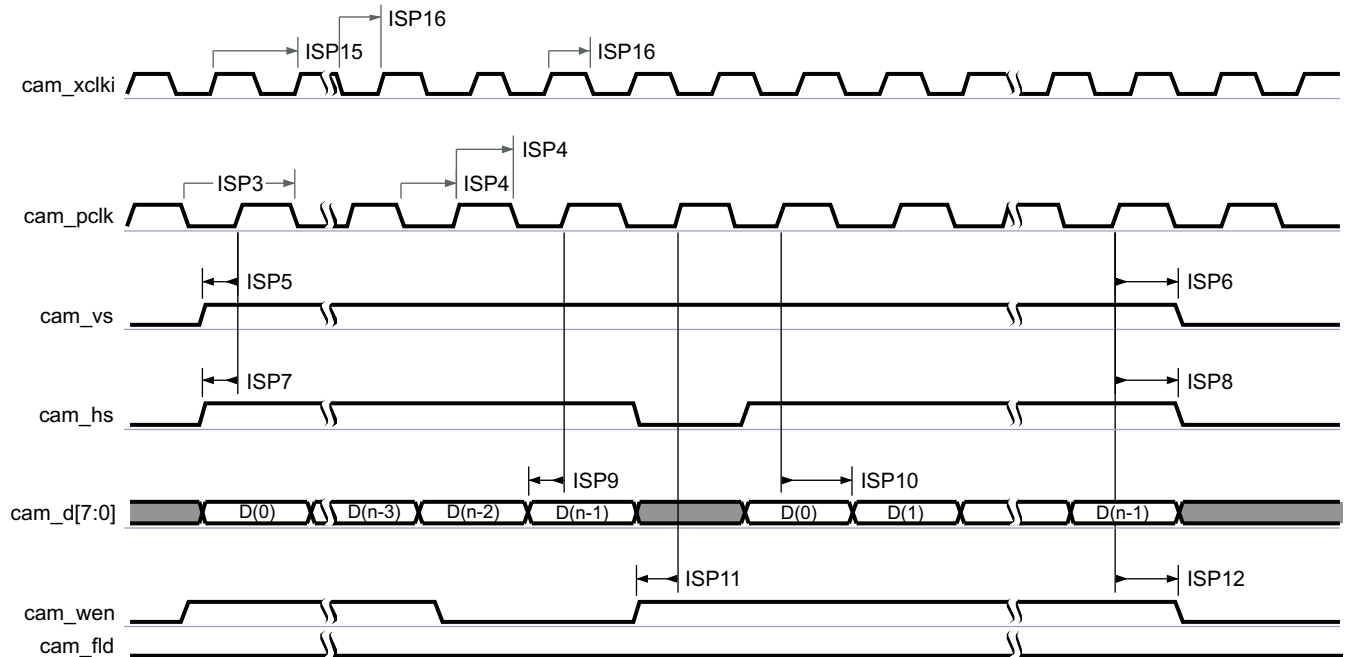 ISP16
ISP15 ISP16
cam_xclki
ISP4
ISP3 ISP4
cam_pclk
ISP5 ISP6
cam_vs
ISP7 ISP8
cam_hs
ISP9 ISP10
cam_d[7:0] D(0) D(n-3) D(n-2) D(n-1) D(0) D(1) D(n-1)
ISP11 ISP12
cam_wen
cam_fld